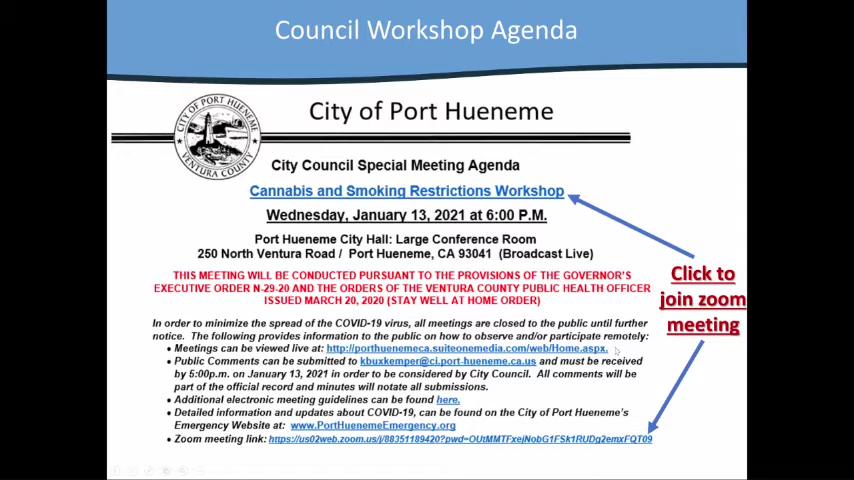 Council Workshop Agenda
City of Port Hueneme
CITY OF PORT HUENEME
VENTURA COUNTY
City Council Special Meeting Agenda
Cannabis and Smoking Restrictions Workshop
Wednesday, January 13, 2021 at 6:00 P.M.
Port Hueneme City Hall: Large Conference Room
250 North Ventura Road / Port Hueneme, CA 93041 (Broadcast Live)
THIS MEETING WILL BE CONDUCTED PURSUANT TO THE PROVISIONS OF THE GOVERNOR'S
EXECUTIVE ORDER N-29-20 AND THE ORDERS OF THE VENTURA COUNTY PUBLIC HEALTH OFFICER
ISSUED MARCH 20, 2020 (STAY WELL AT HOME ORDER)
Click to
join zoom
meeting
In order to minimize the spread of the COVID-19 virus, all meetings are closed to the public until further
notice. The following provides information to the public on how to observe and/or participate remotely:
• Meetings can be viewed live at: http://porthuenemeca.suiteonemedia.com/web/Home.aspx.
• Public Comments can be submitted to kbuxkemper@ci.port-hueneme.ca.us and must be received
by 5:00p.m. on January 13, 2021 in order to be considered by City Council. All comments will be
part of the official record and minutes will notate all submissions.
• Additional electronic meeting guidelines can be found here.
• Detailed information and updates about COVID-19, can be found on the City of Port Hueneme's
Emergency Website at: www.PortHuenemeEmergency.org
• Zoom meeting link: https://us02web.zoom.us/j/88351189420?pwd=OUtMMTFxejNobG1FSk1RUDg2emxFQT09